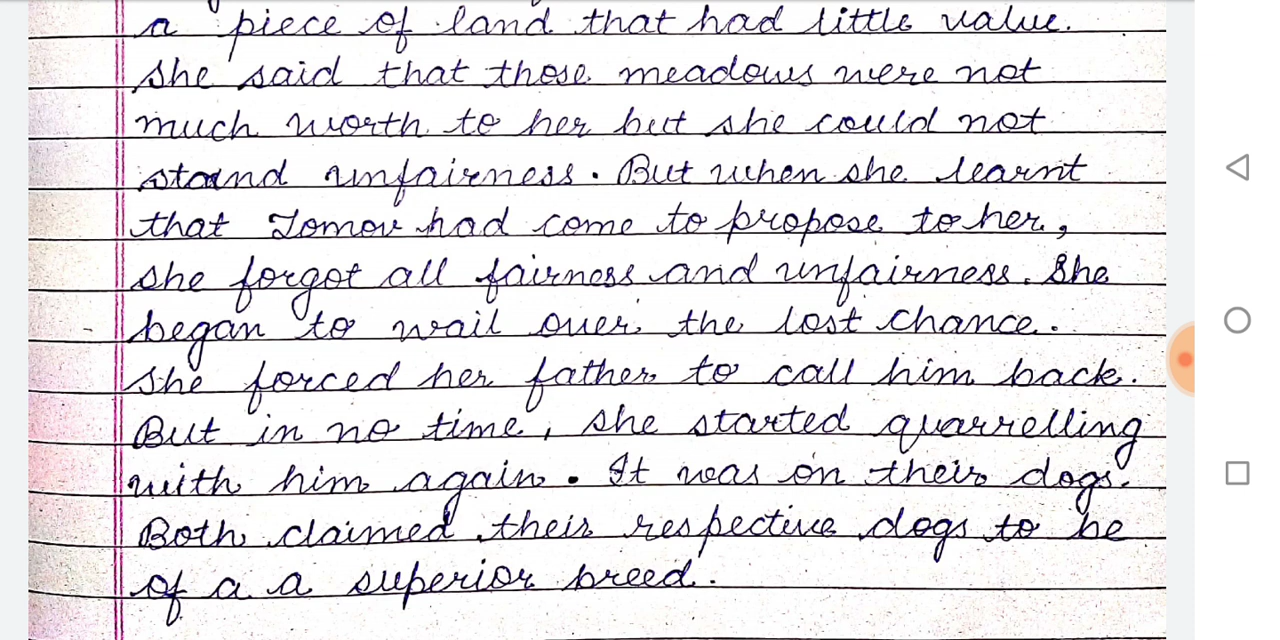 a piece of land that had little value.
She said that those meadows were not
much worth to her but she could not
stand unfairness. But when she learnt
that Lomov had come to propose to her,
she forgot all fairness and unfairness. She
began to wail over the lost chance.
She forced her father to call him back.
But in no time, she started quarrelling
with him again. It was on their dogs.
Both claimed their respective dogs to be
of a a superior breed.